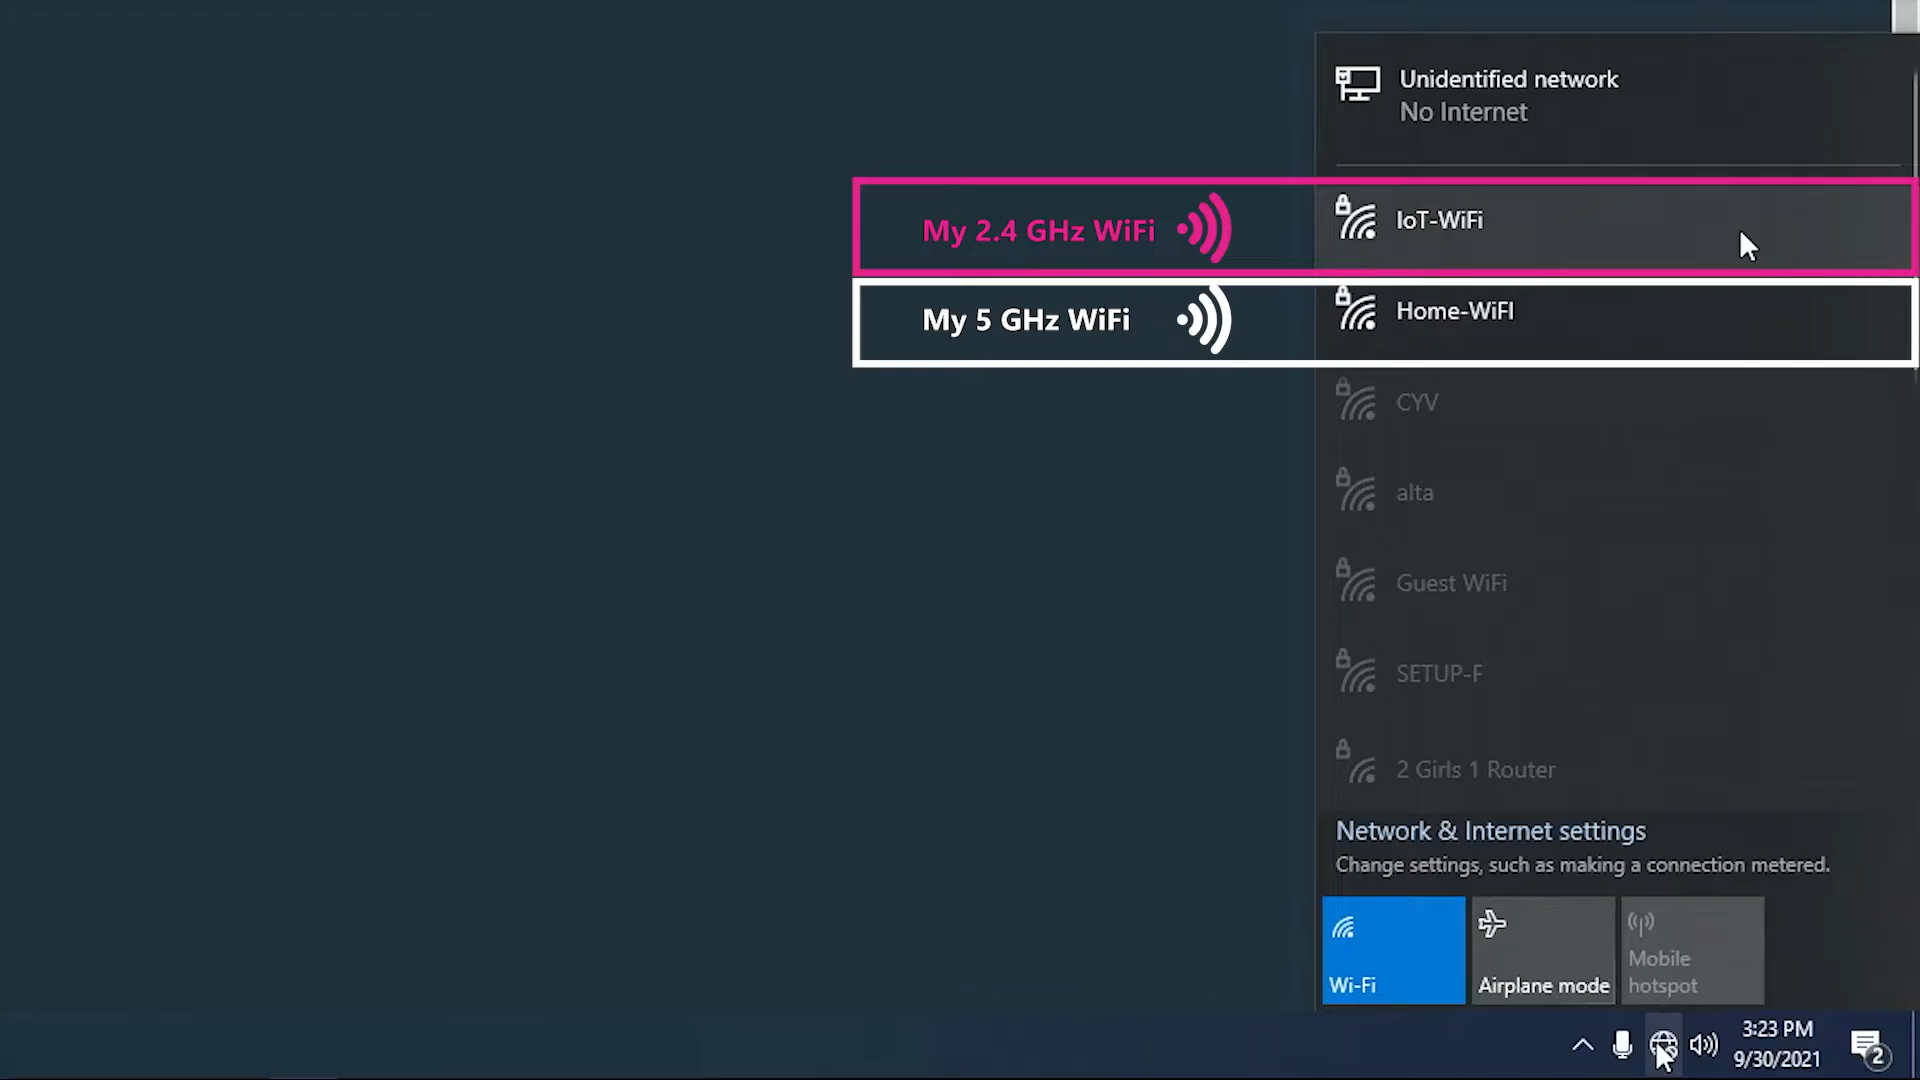 Unidentified network
No Internet
My 2.4 GHz WiFi
IoT-WiFi
My 5 GHz WiFi
Home-WiFI
CYV
alta
Guest WiFi
SETUP-F
2 Girls 1 Router
Network & Internet settings
Change settings, such as making a connection metered.
Wi-Fi
Airplane mode
Mobile
hotspot
3:23 PM
9/30/2021
2